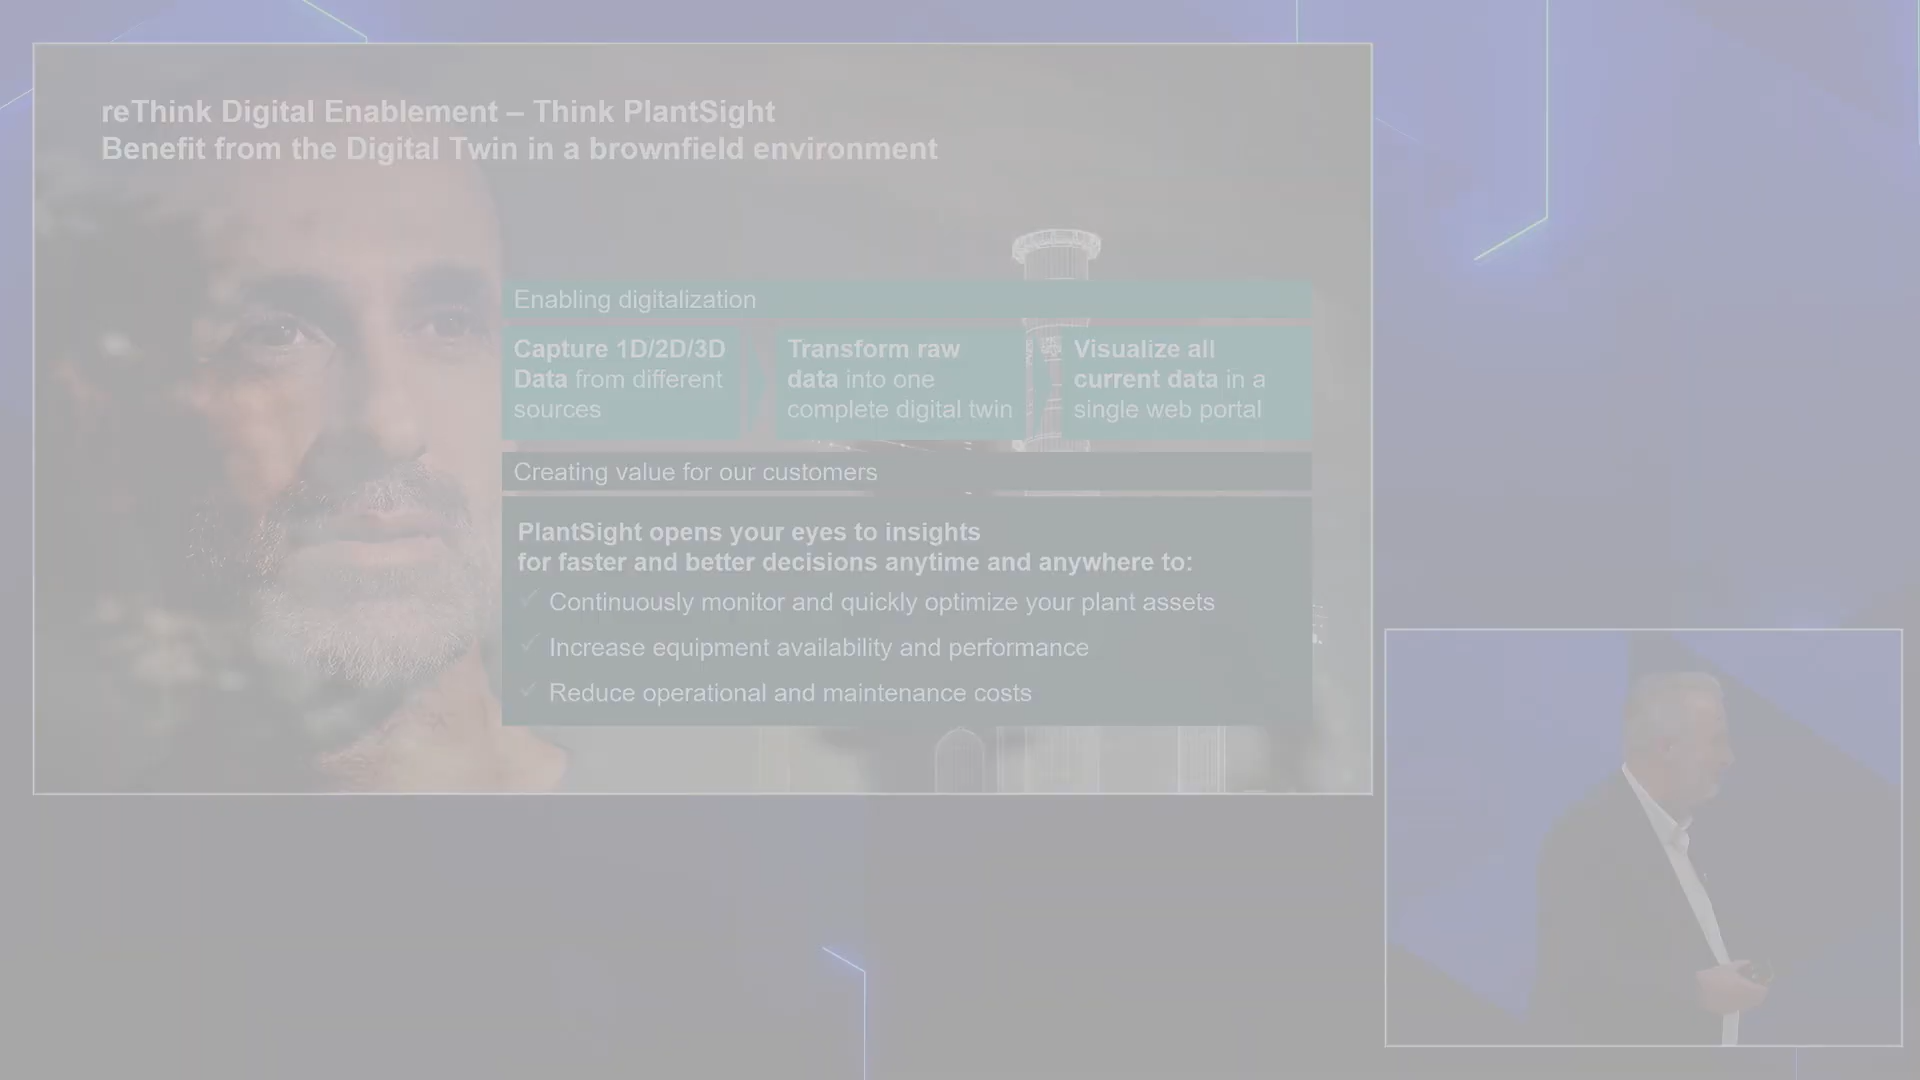 reThink Digital Enablement – Think PlantSight
Benefit from the Digital Twin in a brownfield environment
Enabling digitalization
Capture 1D/2D/3D
Data from different
sources
Transform raw
data into one
complete digital twin
Visualize all
current data in a
single web portal
Creating value for our customers
PlantSight opens your eyes to insights
for faster and better decisions anytime and anywhere to:
✓ Continuously monitor and quickly optimize your plant assets
✓ Increase equipment availability and performance
✓ Reduce operational and maintenance costs